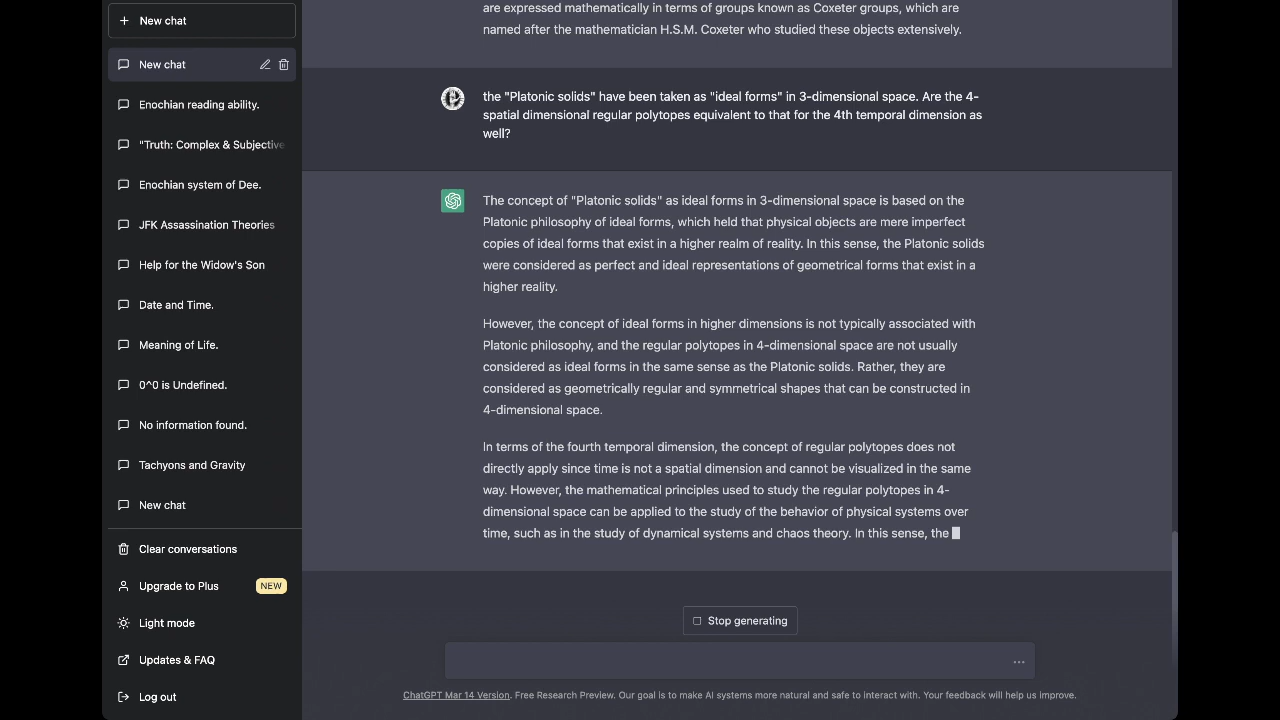 New chat
New chat
Enochian reading ability.
"Truth: Complex & Subjective
Enochian system of Dee.
JFK Assassination Theories
Help for the Widow's Son
Date and Time.
Meaning of Life.
0^0 is Undefined.
No information found.
Tachyons and Gravity
New chat
Clear conversations
Upgrade to Plus NEW
Light mode
Updates & FAQ
Log out
are expressed mathematically in terms of groups known as Coxeter groups, which are
named after the mathematician H.S.M. Coxeter who studied these objects extensively.
the "Platonic solids" have been taken as "ideal forms" in 3-dimensional space. Are the 4-
spatial dimensional regular polytopes equivalent to that for the 4th temporal dimension as
well?
The concept of "Platonic solids" as ideal forms in 3-dimensional space is based on the
Platonic philosophy of ideal forms, which held that physical objects are mere imperfect
copies of ideal forms that exist in a higher realm of reality. In this sense, the Platonic solids
were considered as perfect and ideal representations of geometrical forms that exist in a
higher reality.
However, the concept of ideal forms in higher dimensions is not typically associated with
Platonic philosophy, and the regular polytopes in 4-dimensional space are not usually
considered as ideal forms in the same sense as the Platonic solids. Rather, they are
considered as geometrically regular and symmetrical shapes that can be constructed in
4-dimensional space.
In terms of the fourth temporal dimension, the concept of regular polytopes does not
directly apply since time is not a spatial dimension and cannot be visualized in the same
way. However, the mathematical principles used to study the regular polytopes in 4-
dimensional space can be applied to the study of the behavior of physical systems over
time, such as in the study of dynamical systems and chaos theory. In this sense, the
Stop generating
...
ChatGPT Mar 14 Version. Free Research Preview. Our goal is to make AI systems more natural and safe to interact with. Your feedback will help us improve.